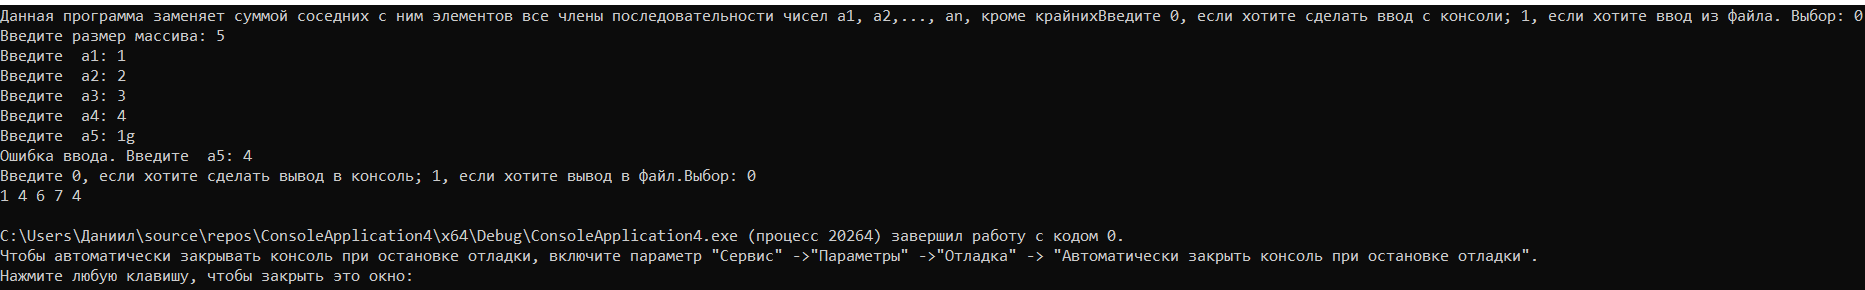 Данная программа заменяет суммой соседних с ним элементов все члены последовательности чисел a1, a2,..., an, кроме крайнихВведите 0, если хотите сделать ввод с консоли; 1, если хотите ввод из файла. Выбор: 0
Введите размер массива: 5
Введите  a1: 1
Введите  a2: 2
Введите  a3: 3
Введите  a4: 4
Введите  a5: 1g
Ошибка ввода. Введите  a5: 4
Введите 0, если хотите сделать вывод в консоль; 1, если хотите вывод в файл.Выбор: 0
1 4 6 7 4
C:\Users\Даниил\source\repos\ConsoleApplication4\x64\Debug\ConsoleApplication4.exe (процесс 20264) завершил работу с кодом 0.
Чтобы автоматически закрывать консоль при остановке отладки, включите параметр "Сервис" ->"Параметры" ->"Отладка" -> "Автоматически закрыть консоль при остановке отладки".
Нажмите любую клавишу, чтобы закрыть это окно: